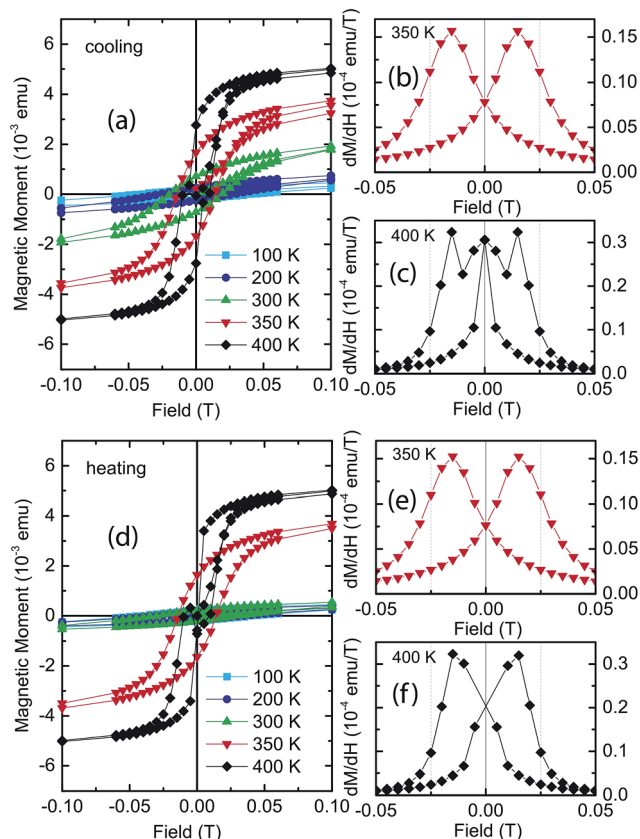 cooling
(a)
Magnetic Moment (10⁻³ emu)
6
4
2
0
-2
-4
-6
100 K
200 K
300 K
350 K
400 K
-0.10 -0.05 0.00 0.05 0.10
Field (T)
350 K
(b)
dM/dH (10⁻⁴ emu/T)
0.15
0.10
0.05
0.00
-0.05 0.00 0.05
Field (T)
400 K
(c)
dM/dH (10⁻⁴ emu/T)
0.3
0.2
0.1
0.0
-0.05 0.00 0.05
Field (T)
heating
(d)
Magnetic Moment (10⁻³ emu)
6
4
2
0
-2
-4
-6
100 K
200 K
300 K
350 K
400 K
-0.10 -0.05 0.00 0.05 0.10
Field (T)
350 K
(e)
dM/dH (10⁻⁴ emu/T)
0.15
0.10
0.05
0.00
-0.05 0.00 0.05
Field (T)
400 K
(f)
dM/dH (10⁻⁴ emu/T)
0.3
0.2
0.1
0.0
-0.05 0.00 0.05
Field (T)